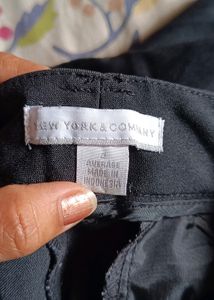 NEW YORK & COMPANY
4
AVERAGE
MADE IN
INDONESIA